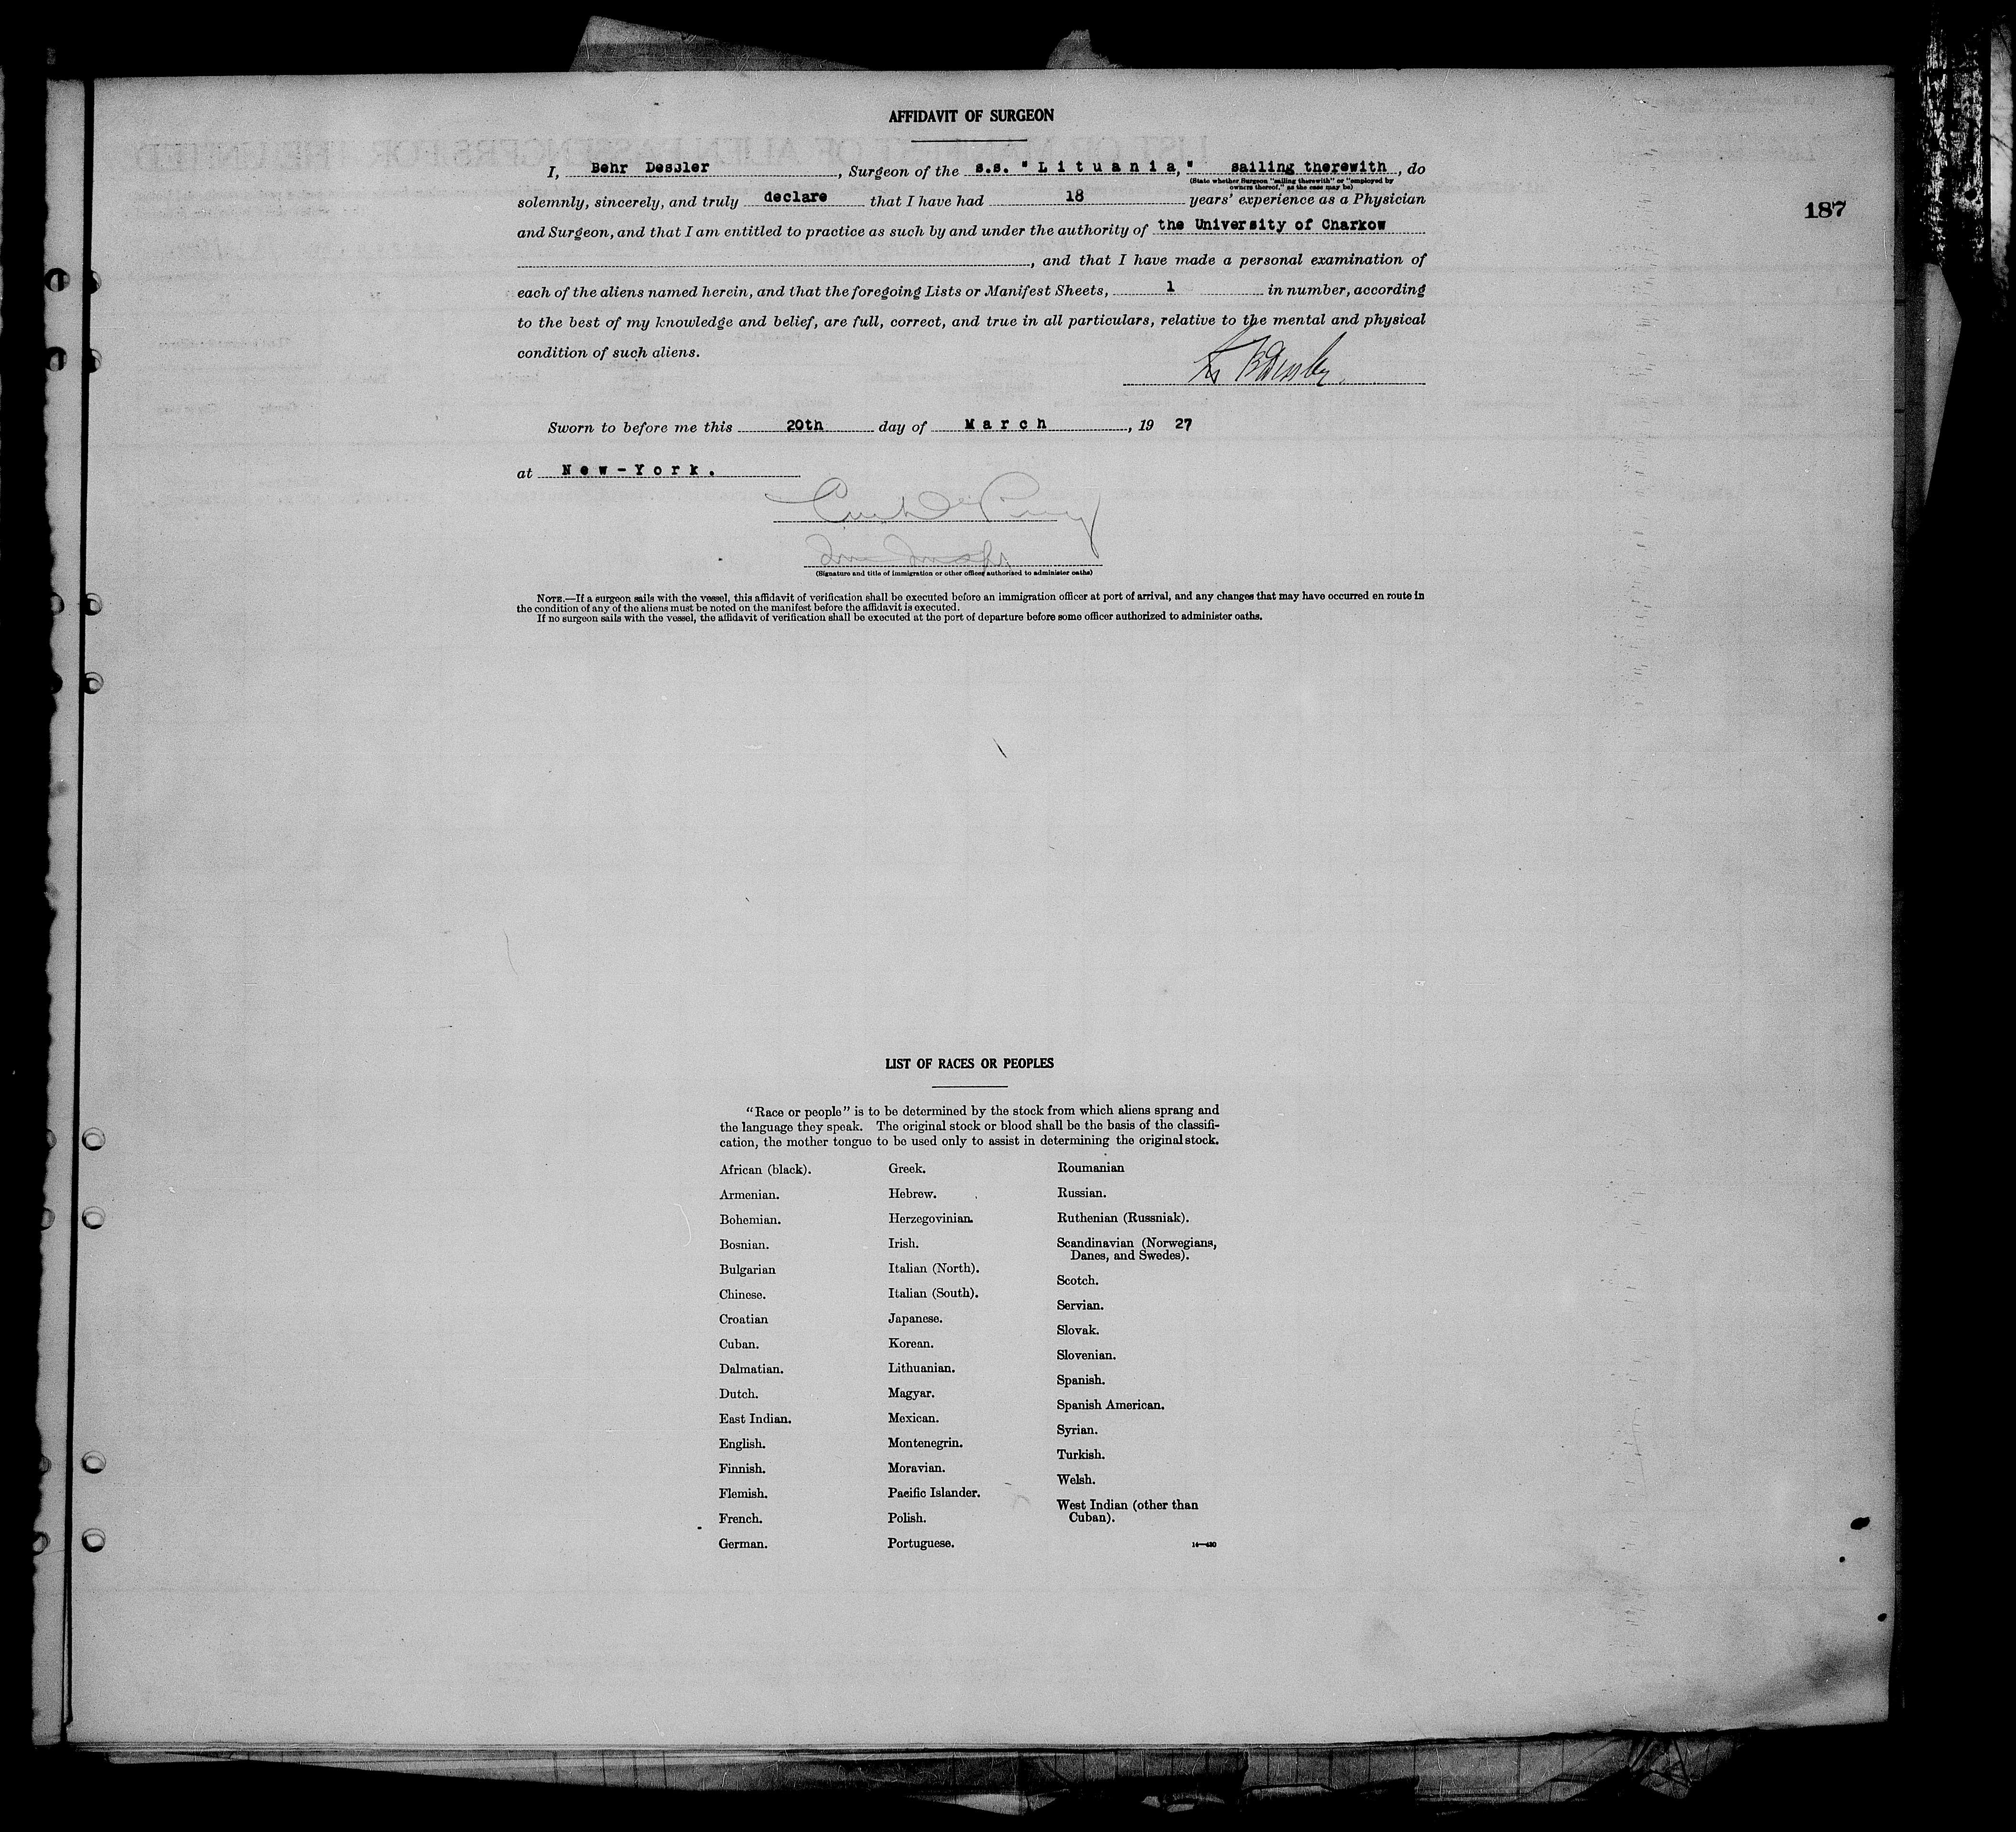 AFFIDAVIT OF SURGEON
I, Behr Dessler, Surgeon of the s.s. "Lituania," sailing therewith, do
(State whether Surgeon "sailing therewith" or "employed by
owners thereof," as the case may be)
solemnly, sincerely, and truly declare that I have had 18 years' experience as a Physician
187
and Surgeon, and that I am entitled to practice as such by and under the authority of the University of Charkow
, and that I have made a personal examination of
each of the aliens named herein, and that the foregoing Lists or Manifest Sheets, 1 in number, according
to the best of my knowledge and belief, are full, correct, and true in all particulars, relative to the mental and physical
condition of such aliens.
Sworn to before me this 20th day of March, 19 27
at New-York.
(Signature and title of immigration or other officer authorized to administer oaths)
NOTE.—If a surgeon sails with the vessel, this affidavit of verification shall be executed before an immigration officer at port of arrival, and any changes that may have occurred en route in
the condition of any of the aliens must be noted on the manifest before the affidavit is executed.
If no surgeon sails with the vessel, the affidavit of verification shall be executed at the port of departure before some officer authorized to administer oaths.
LIST OF RACES OR PEOPLES
"Race or people" is to be determined by the stock from which aliens sprang and
the language they speak. The original stock or blood shall be the basis of the classifi-
cation, the mother tongue to be used only to assist in determining the original stock.
African (black).
Armenian.
Bohemian.
Bosnian.
Bulgarian
Chinese.
Croatian
Cuban.
Dalmatian.
Dutch.
East Indian.
English.
Finnish.
Flemish.
French.
German.
Greek.
Hebrew.
Herzegovinian.
Irish.
Italian (North).
Italian (South).
Japanese.
Korean.
Lithuanian.
Magyar.
Mexican.
Montenegrin.
Moravian.
Pacific Islander.
Polish.
Portuguese.
Roumanian
Russian.
Ruthenian (Russniak).
Scandinavian (Norwegians,
Danes, and Swedes).
Scotch.
Servian.
Slovak.
Slovenian.
Spanish.
Spanish American.
Syrian.
Turkish.
Welsh.
West Indian (other than
Cuban).
14—430